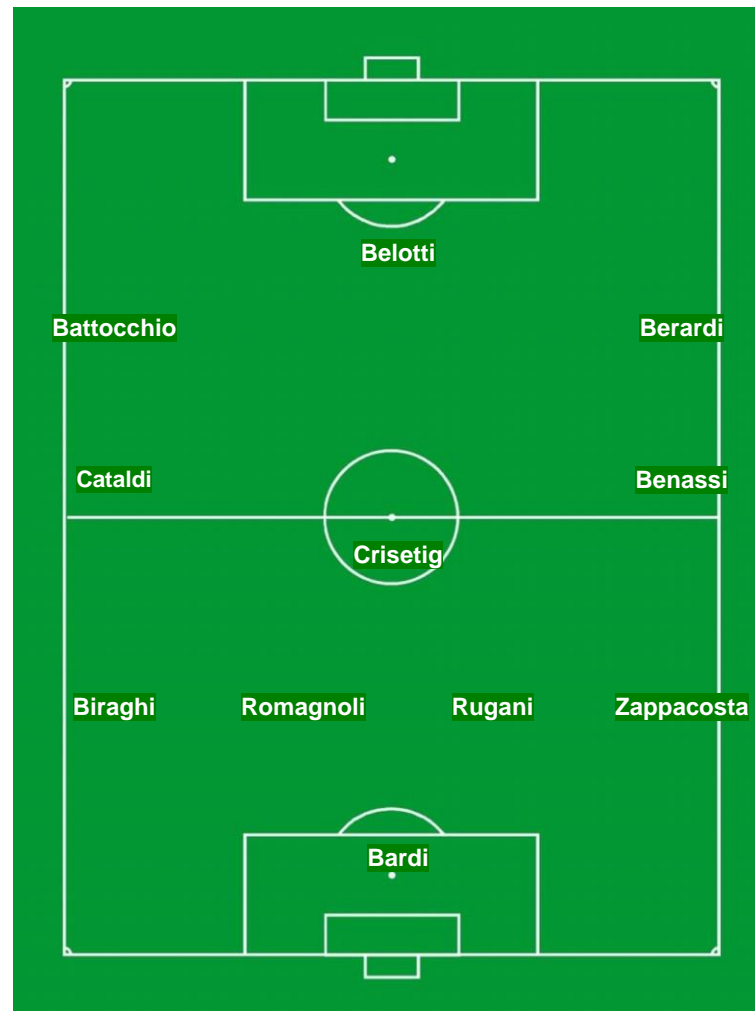 Belotti
Battocchio Berardi
Cataldi Benassi
Crisetig
Biraghi Romagnoli Rugani Zappacosta
Bardi